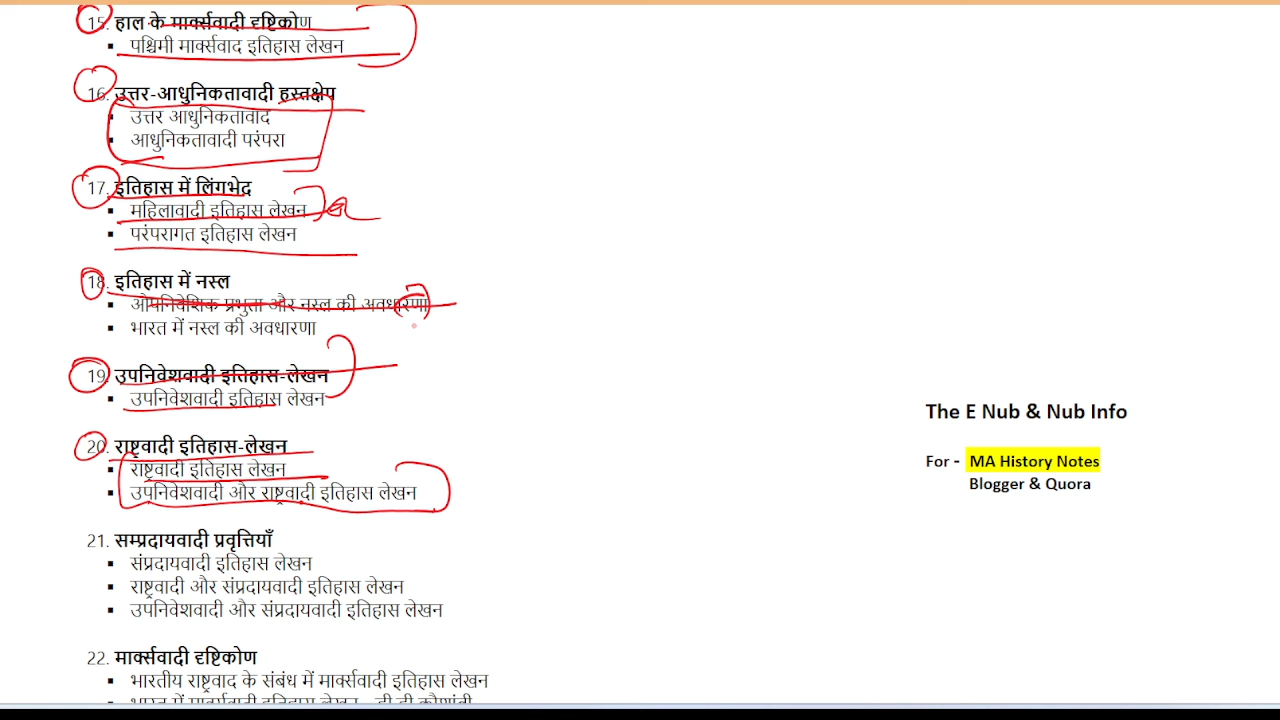 15. हाल के मार्क्सवादी दृष्टिकोण
▪ पश्चिमी मार्क्सवाद इतिहास लेखन
16. उत्तर-आधुनिकतावादी हस्तक्षेप
▪ उत्तर आधुनिकतावाद
▪ आधुनिकतावादी परंपरा
17. इतिहास में लिंगभेद
▪ महिलावादी इतिहास लेखन
▪ परंपरागत इतिहास लेखन
18. इतिहास में नस्ल
▪ औपनिवेशिक प्रभुता और नस्ल की अवधारणा
▪ भारत में नस्ल की अवधारणा
19. उपनिवेशवादी इतिहास-लेखन
▪ उपनिवेशवादी इतिहास लेखन
20. राष्ट्रवादी इतिहास-लेखन
▪ राष्ट्रवादी इतिहास लेखन
▪ उपनिवेशवादी और राष्ट्रवादी इतिहास लेखन
21. सम्प्रदायवादी प्रवृत्तियाँ
▪ संप्रदायवादी इतिहास लेखन
▪ राष्ट्रवादी और संप्रदायवादी इतिहास लेखन
▪ उपनिवेशवादी और संप्रदायवादी इतिहास लेखन
22. मार्क्सवादी दृष्टिकोण
▪ भारतीय राष्ट्रवाद के संबंध में मार्क्सवादी इतिहास लेखन
▪ भारत में मार्क्सवादी इतिहास लेखन
The E Nub & Nub Info
For - MA History Notes
Blogger & Quora